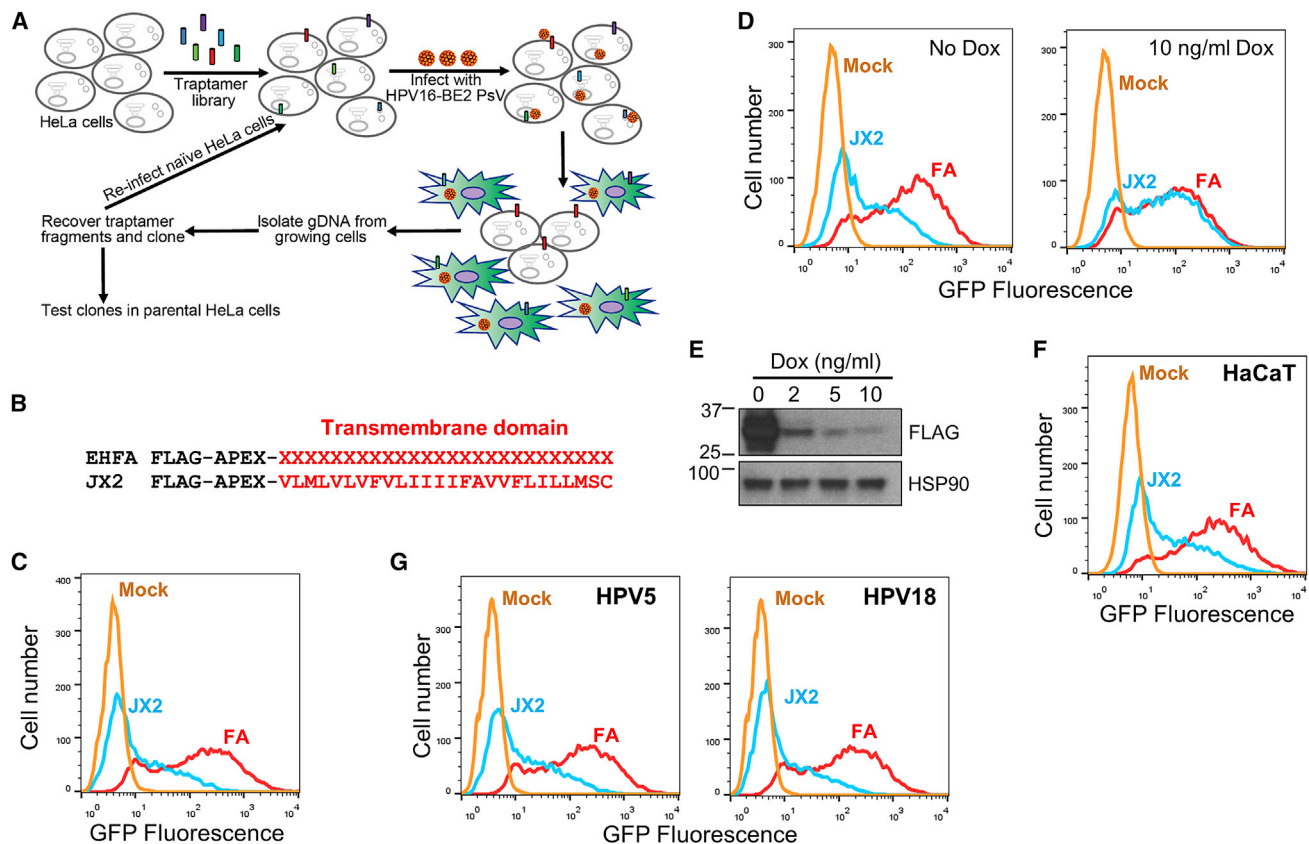 A
HeLa cells
Traptamer
library
Infect with
HPV16-BE2 PsV
Re-infect naïve HeLa cells
Recover traptamer
fragments and clone
Isolate gDNA from
growing cells
Test clones in parental HeLa cells
B
Transmembrane domain
EHFA FLAG-APEX-XXXXXXXXXXXXXXXXXXXXXXXXXX
JX2 FLAG-APEX-VLMLVLVFVLIIIIFAVVFLILLMSC
C
400
300
200
100
0
Cell number
Mock
JX2
FA
10^0 10^1 10^2 10^3 10^4
GFP Fluorescence
D
300
200
100
0
Cell number
No Dox
Mock
JX2
FA
10^0 10^1 10^2 10^3 10^4
300
200
100
0
10 ng/ml Dox
Mock
JX2
FA
10^0 10^1 10^2 10^3 10^4
GFP Fluorescence
E
Dox (ng/ml)
0 2 5 10
37
25
FLAG
100
HSP90
F
300
200
100
0
Cell number
HaCaT
Mock
JX2
FA
10^0 10^1 10^2 10^3 10^4
GFP Fluorescence
G
300
200
100
0
Cell number
HPV5
Mock
JX2
FA
10^0 10^1 10^2 10^3 10^4
300
200
100
0
HPV18
Mock
JX2
FA
10^0 10^1 10^2 10^3 10^4
GFP Fluorescence